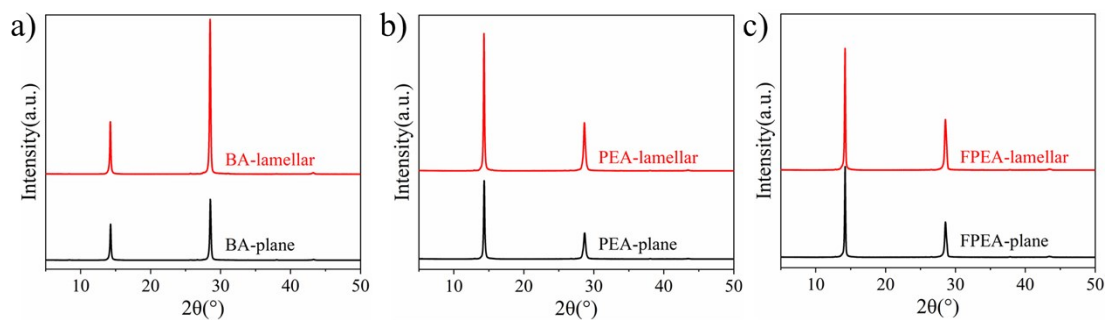 a)
Intensity(a.u.)
BA-lamellar
BA-plane
10 20 30 40 50
2θ(°)
b)
Intensity(a.u.)
PEA-lamellar
PEA-plane
10 20 30 40 50
2θ(°)
c)
Intensity(a.u.)
FPEA-lamellar
FPEA-plane
10 20 30 40 50
2θ(°)